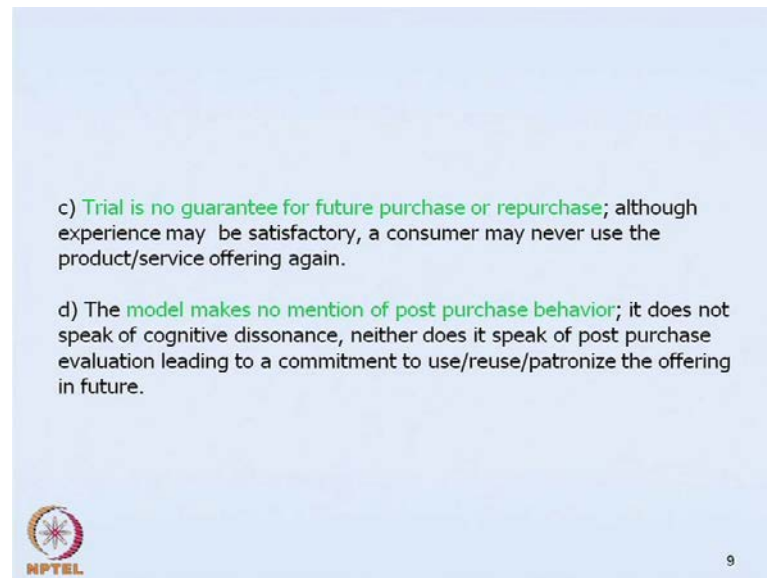 c) Trial is no guarantee for future purchase or repurchase; although
experience may be satisfactory, a consumer may never use the
product/service offering again.
d) The model makes no mention of post purchase behavior; it does not
speak of cognitive dissonance, neither does it speak of post purchase
evaluation leading to a commitment to use/reuse/patronize the offering
in future.
NPTEL
9